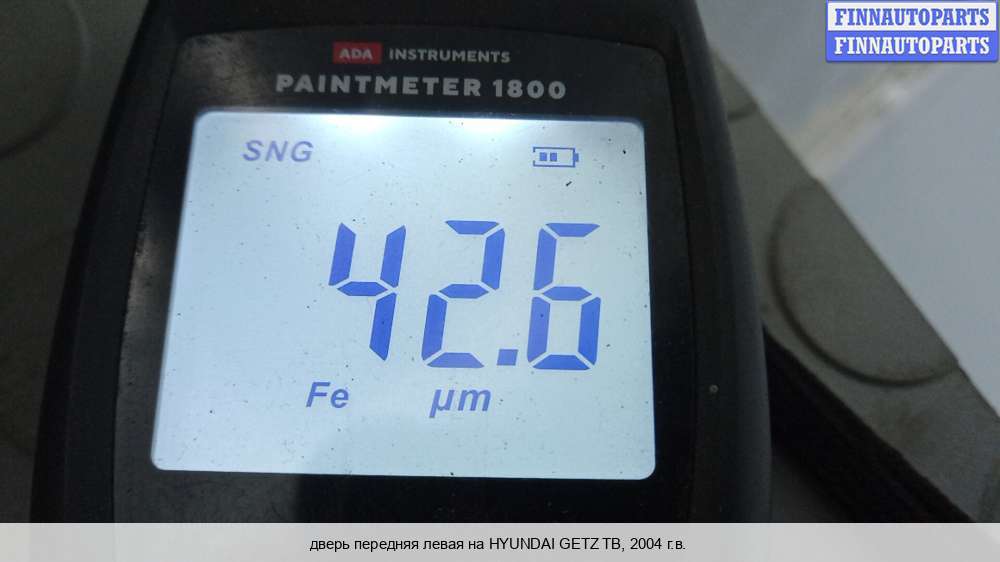 FINNAUTOPARTS
FINNAUTOPARTS
ADA INSTRUMENTS
PAINTMETER 1800
SNG
42.6
Fe µm
дверь передняя левая на HYUNDAI GETZ TB, 2004 г.в.